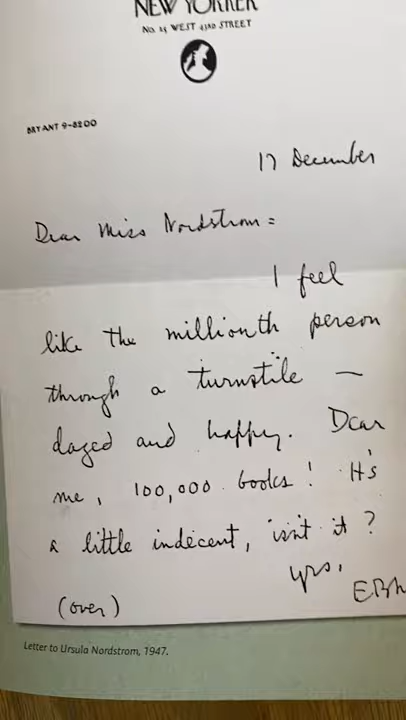 NEW YORKER
No. 25 WEST 43RD STREET
BRYANT 9-8200
17 December
Dear Miss Nordstrom =
I feel
like the millionth person
through a turnstile —
dazed and happy. Dear
me, 100,000 books! It's
a little indecent, isn't it?
yrs,
EBW
(over)
Letter to Ursula Nordstrom, 1947.